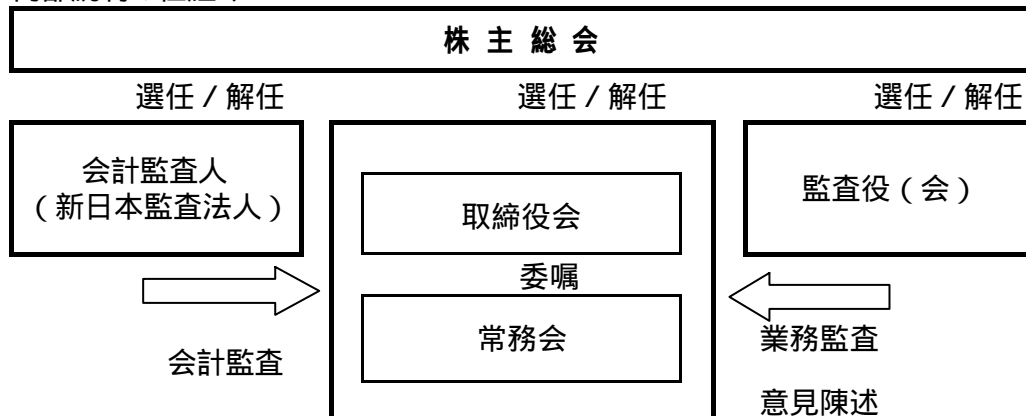 株 主 総 会
選任 / 解任
選任 / 解任
選任 / 解任
会計監査人
（新日本監査法人）
取締役会
監査役（会）
委嘱
常務会
会計監査
業務監査
意見陳述